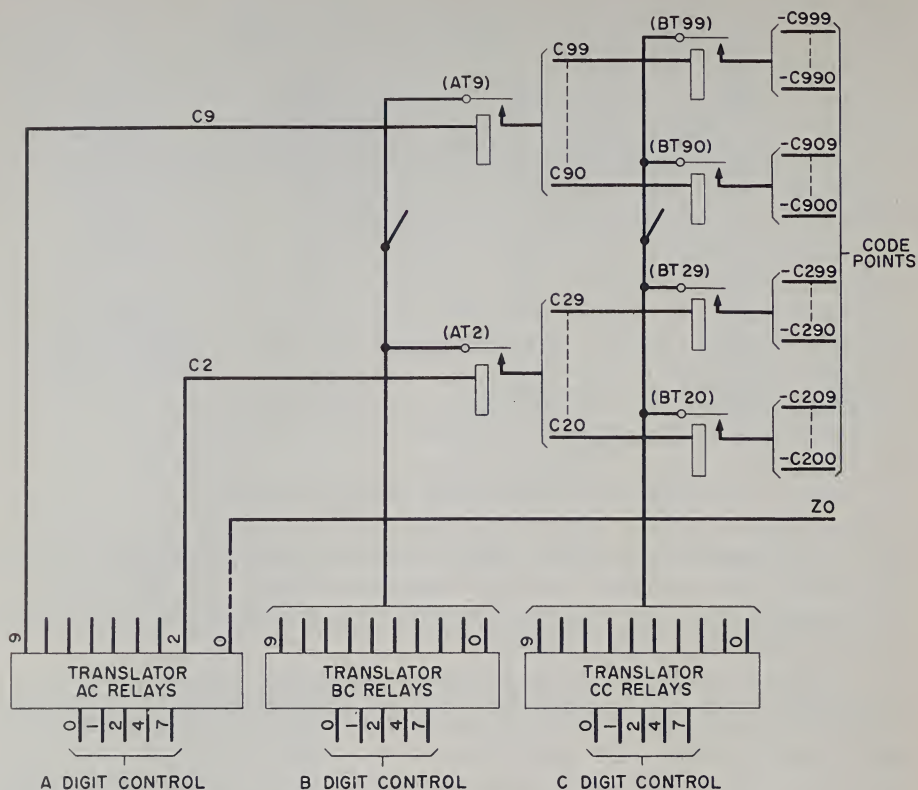 (BT99)
-C999
C99
(AT9)
-C990
C9
(BT90)
-C909
C90
-C900
CODE
POINTS
(BT29)
-C299
C29
(AT2)
-C290
C2
(BT20)
-C209
C20
-C200
Z0
9 2 0
9 0
9 0
TRANSLATOR
AC RELAYS
TRANSLATOR
BC RELAYS
TRANSLATOR
CC RELAYS
0 1 2 4 7
0 1 2 4 7
0 1 2 4 7
A DIGIT CONTROL
B DIGIT CONTROL
C DIGIT CONTROL